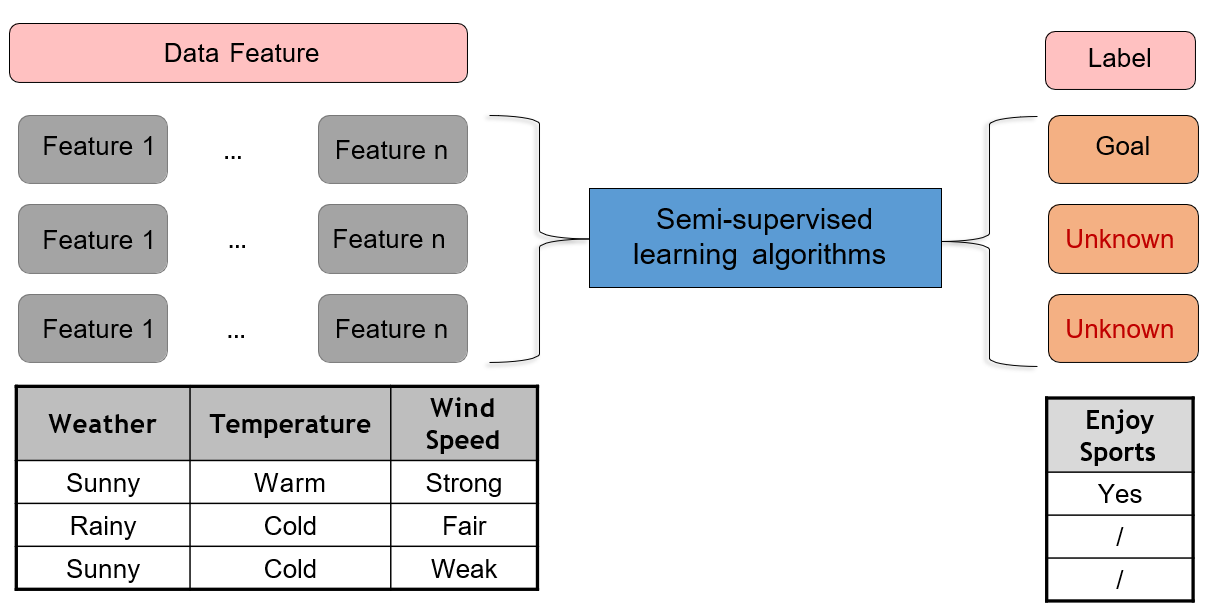 Data Feature
Label
Feature 1 ... Feature n
Goal
Feature 1 ... Feature n
Unknown
Feature 1 ... Feature n
Unknown
Semi-supervised
learning algorithms
Weather Temperature Wind
Speed
Sunny Warm Strong
Rainy Cold Fair
Sunny Cold Weak
Enjoy
Sports
Yes
/
/